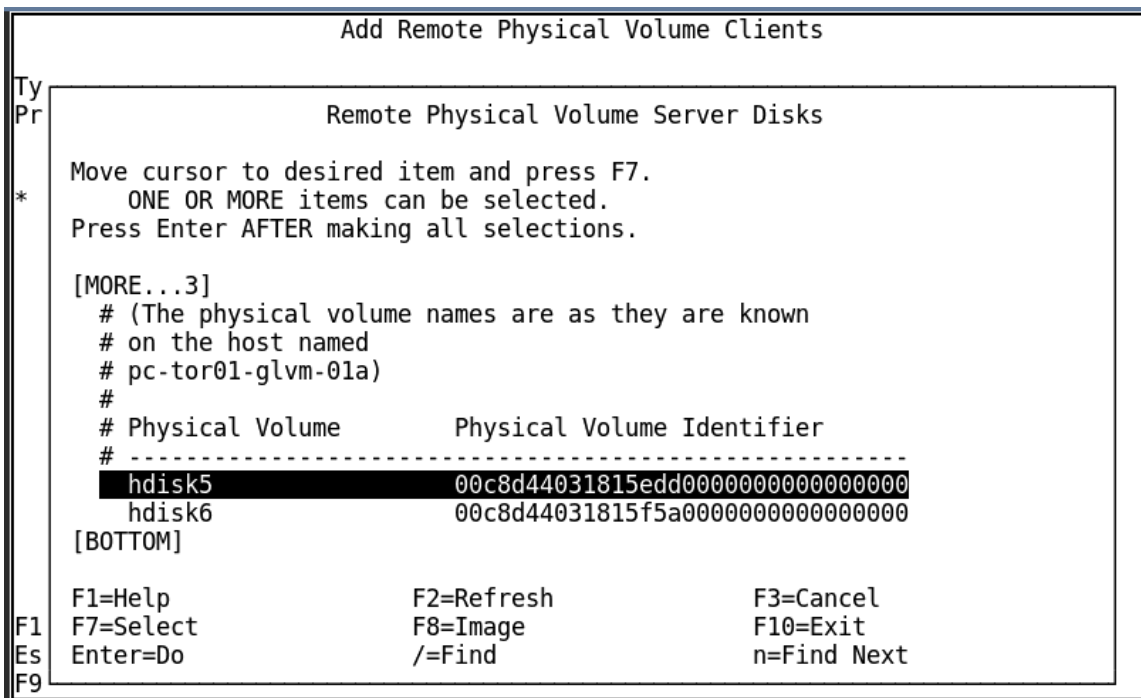 Add Remote Physical Volume Clients
Ty
Pr
Remote Physical Volume Server Disks
Move cursor to desired item and press F7.
* ONE OR MORE items can be selected.
Press Enter AFTER making all selections.
[MORE...3]
# (The physical volume names are as they are known
# on the host named
# pc-tor01-glvm-01a)
#
# Physical Volume Physical Volume Identifier
# -------------------------------------------------------
hdisk5 00c8d44031815edd0000000000000000
hdisk6 00c8d44031815f5a0000000000000000
[BOTTOM]
F1=Help F2=Refresh F3=Cancel
F1 F7=Select F8=Image F10=Exit
Es Enter=Do /=Find n=Find Next
F9